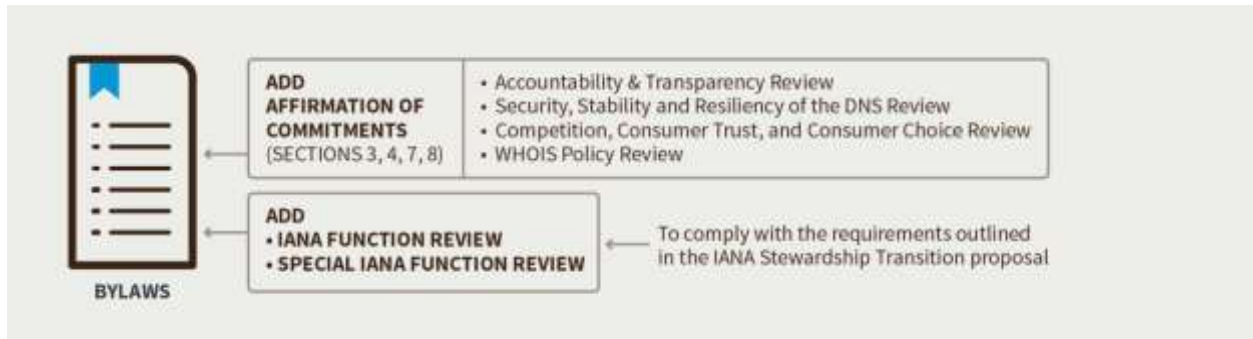 ADD
AFFIRMATION OF
COMMITMENTS
(SECTIONS 3, 4, 7, 8)
• Accountability & Transparency Review
• Security, Stability and Resiliency of the DNS Review
• Competition, Consumer Trust, and Consumer Choice Review
• WHOIS Policy Review
ADD
• IANA FUNCTION REVIEW
• SPECIAL IANA FUNCTION REVIEW
To comply with the requirements outlined
in the IANA Stewardship Transition proposal
BYLAWS